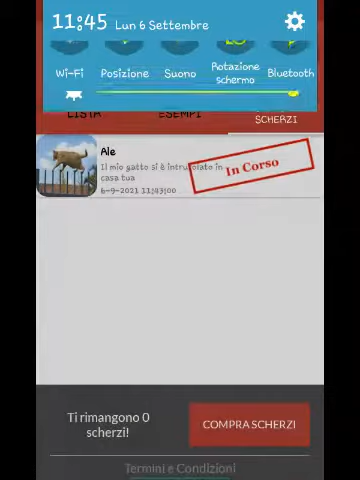 11:45 Lun 6 Settembre
Wi-Fi
Posizione
Suono
Rotazione
schermo
Bluetooth
LISTA
ESEMPI
SCHERZI
Ale
Il mio gatto si è intrufolato in
casa tua
6-9-2021 11:43:00
In Corso
Ti rimangono 0
scherzi!
COMPRA SCHERZI
Termini e Condizioni